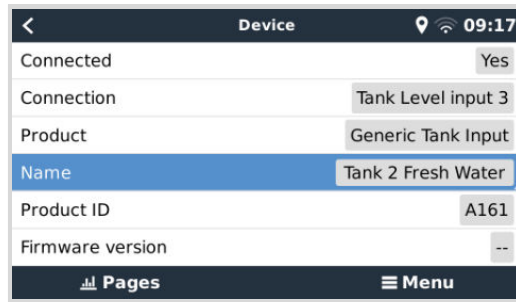 Device 09:17
Connected Yes
Connection Tank Level input 3
Product Generic Tank Input
Name Tank 2 Fresh Water
Product ID A161
Firmware version --
Pages Menu